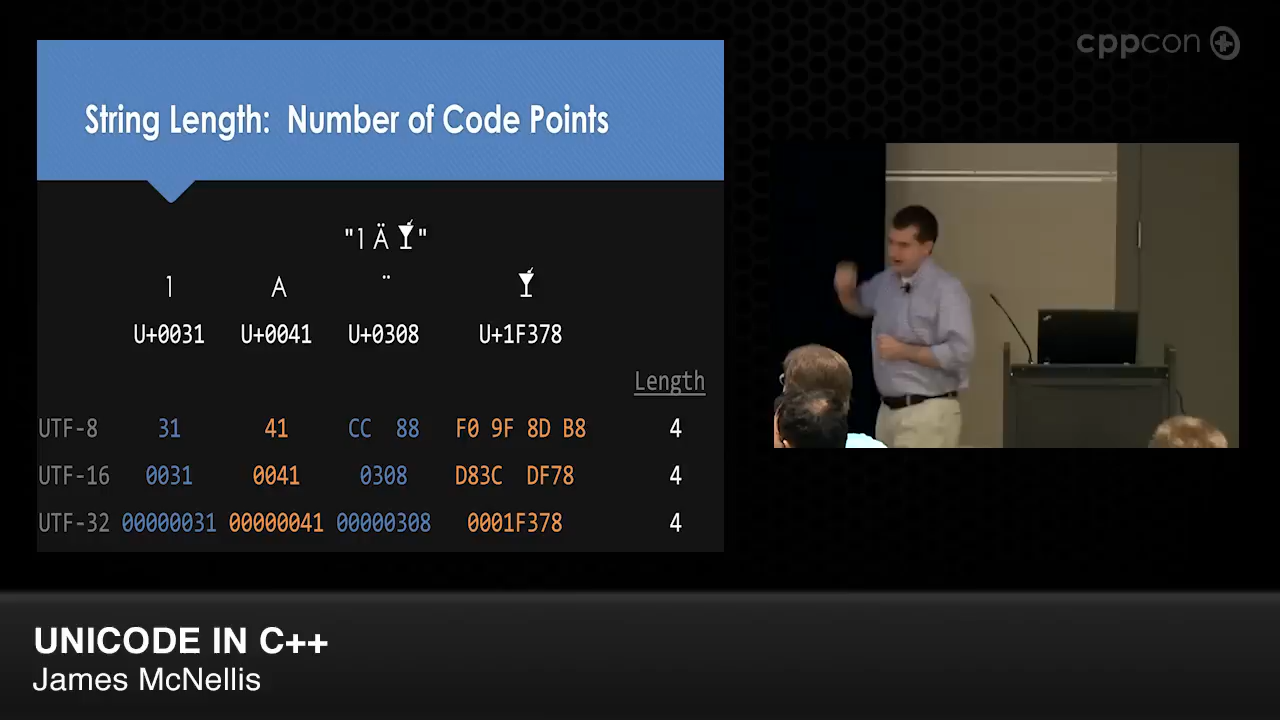 cppcon
String Length: Number of Code Points
"1Ä🍸"
1 A ¨ 🍸
U+0031 U+0041 U+0308 U+1F378
Length
UTF-8 31 41 CC 88 F0 9F 8D B8 4
UTF-16 0031 0041 0308 D83C DF78 4
UTF-32 00000031 00000041 00000308 0001F378 4
UNICODE IN C++
James McNellis